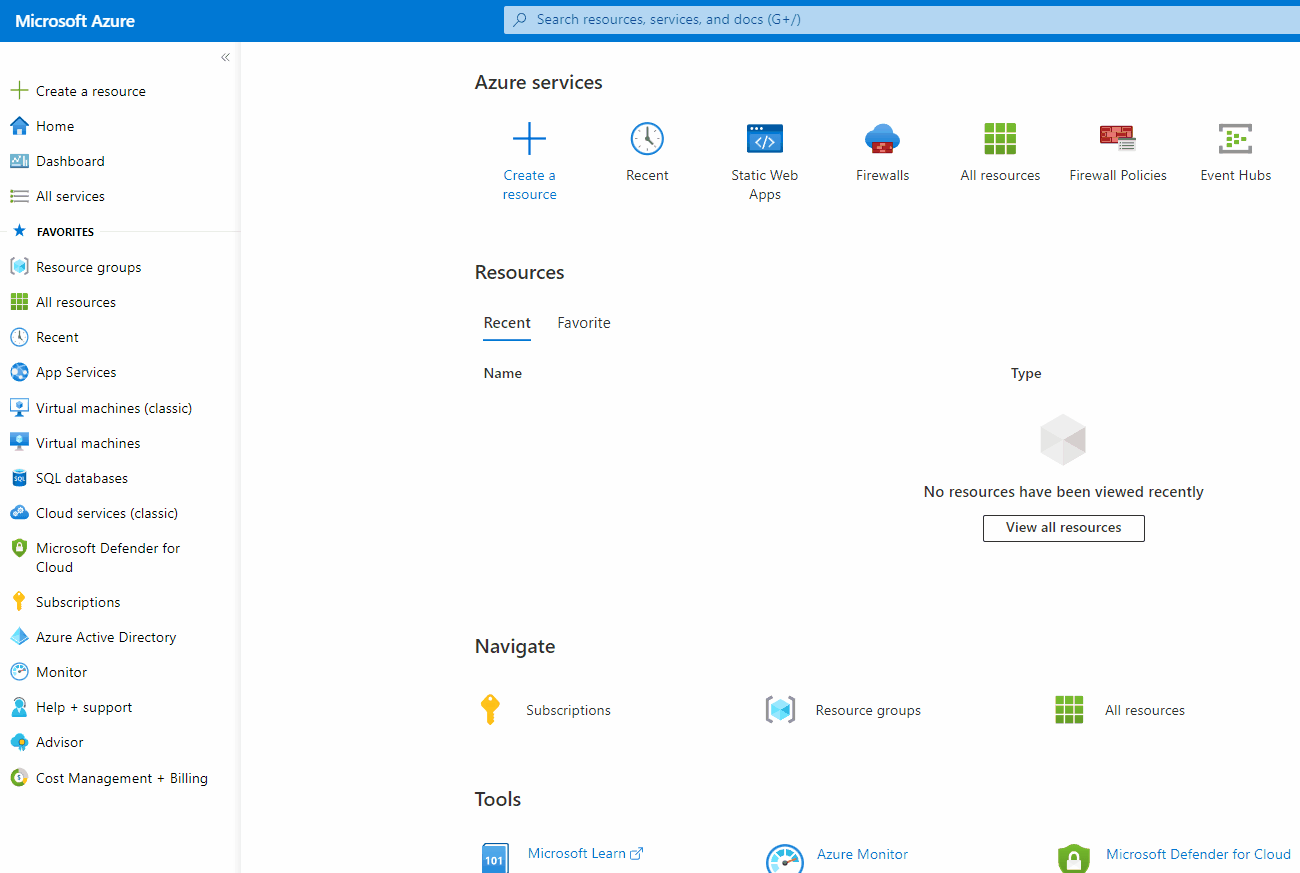 Microsoft Azure
Search resources, services, and docs (G+/)
«
Create a resource
Home
Dashboard
All services
FAVORITES
Resource groups
All resources
Recent
App Services
Virtual machines (classic)
Virtual machines
SQL
SQL databases
Cloud services (classic)
Microsoft Defender for
Cloud
Subscriptions
Azure Active Directory
Monitor
Help + support
Advisor
$
Cost Management + Billing
Azure services
Create a
resource
Recent
</>
Static Web
Apps
Firewalls
All resources
Firewall Policies
Event Hubs
Resources
Recent Favorite
Name Type
No resources have been viewed recently
View all resources
Navigate
Subscriptions
Resource groups
All resources
Tools
101
Microsoft Learn
Azure Monitor
Microsoft Defender for Cloud